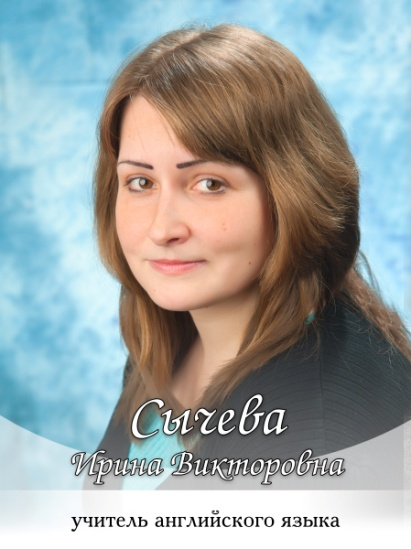 Сычева
Ирина Викторовна
учитель английского языка